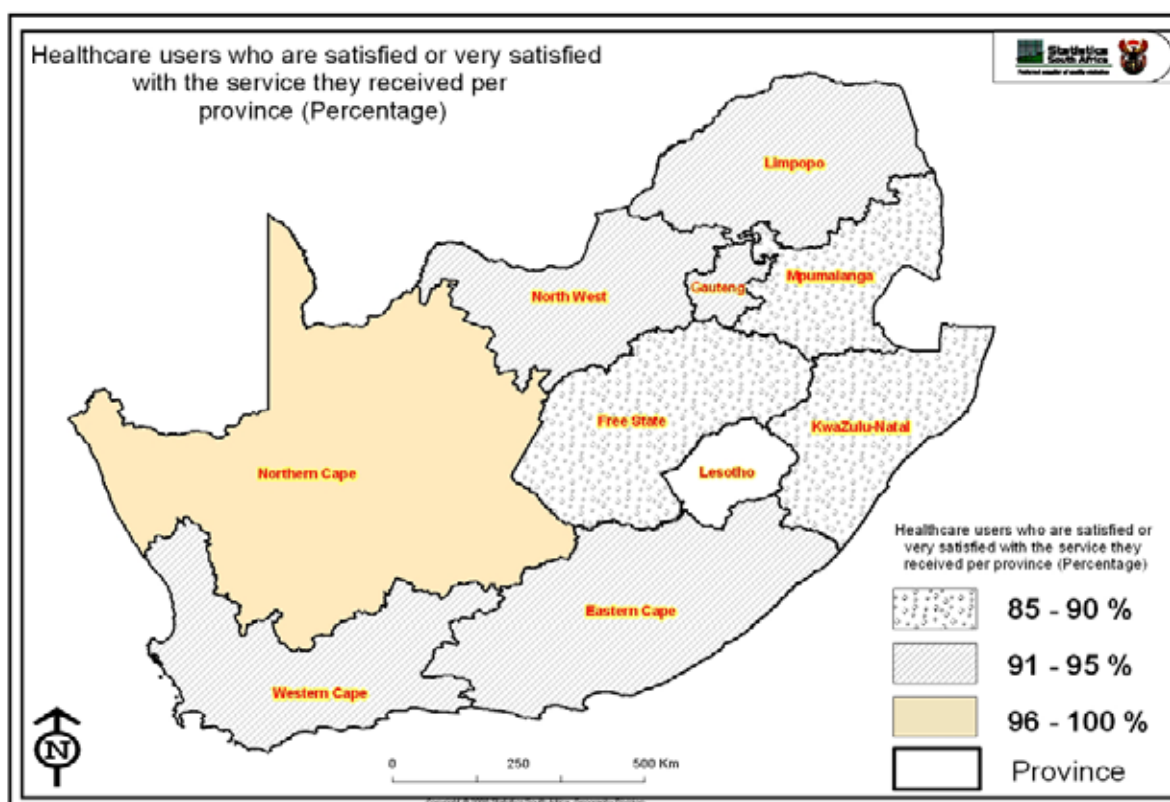 Healthcare users who are satisfied or very satisfied
with the service they received per
province (Percentage)
Statistics
South Africa
Limpopo
Mpumalanga
Gauteng
North West
Free State
KwaZulu-Natal
Lesotho
Northern Cape
Eastern Cape
Western Cape
Healthcare users who are satisfied or
very satisfied with the service they
received per province (Percentage)
85 - 90 %
91 - 95 %
96 - 100 %
Province
N
0 250 500 Km